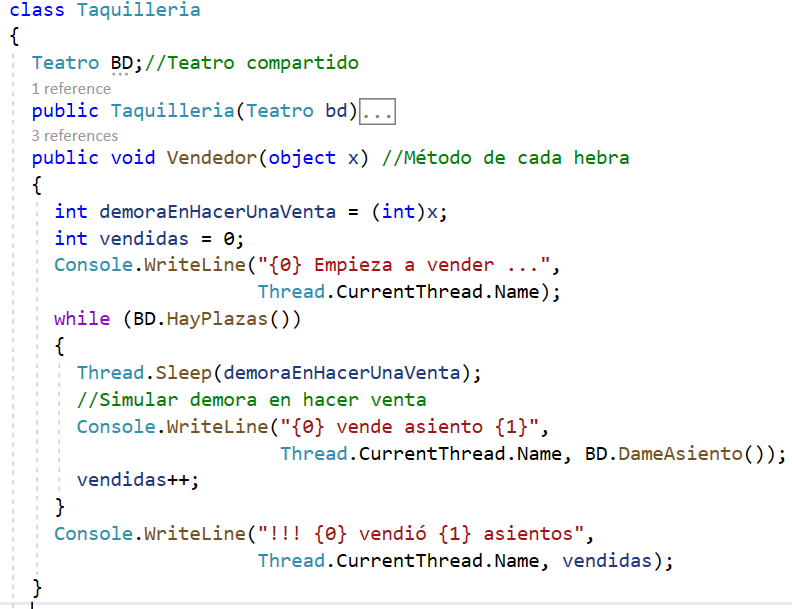 class Taquilleria
{
Teatro BD;//Teatro compartido
1 reference
public Taquilleria(Teatro bd)...
3 references
public void Vendedor(object x) //Método de cada hebra
{
int demoraEnHacerUnaVenta = (int)x;
int vendidas = 0;
Console.WriteLine("{0} Empieza a vender ...",
Thread.CurrentThread.Name);
while (BD.HayPlazas())
{
Thread.Sleep(demoraEnHacerUnaVenta);
//Simular demora en hacer venta
Console.WriteLine("{0} vende asiento {1}",
Thread.CurrentThread.Name, BD.DameAsiento());
vendidas++;
}
Console.WriteLine("!!! {0} vendió {1} asientos",
Thread.CurrentThread.Name, vendidas);
}